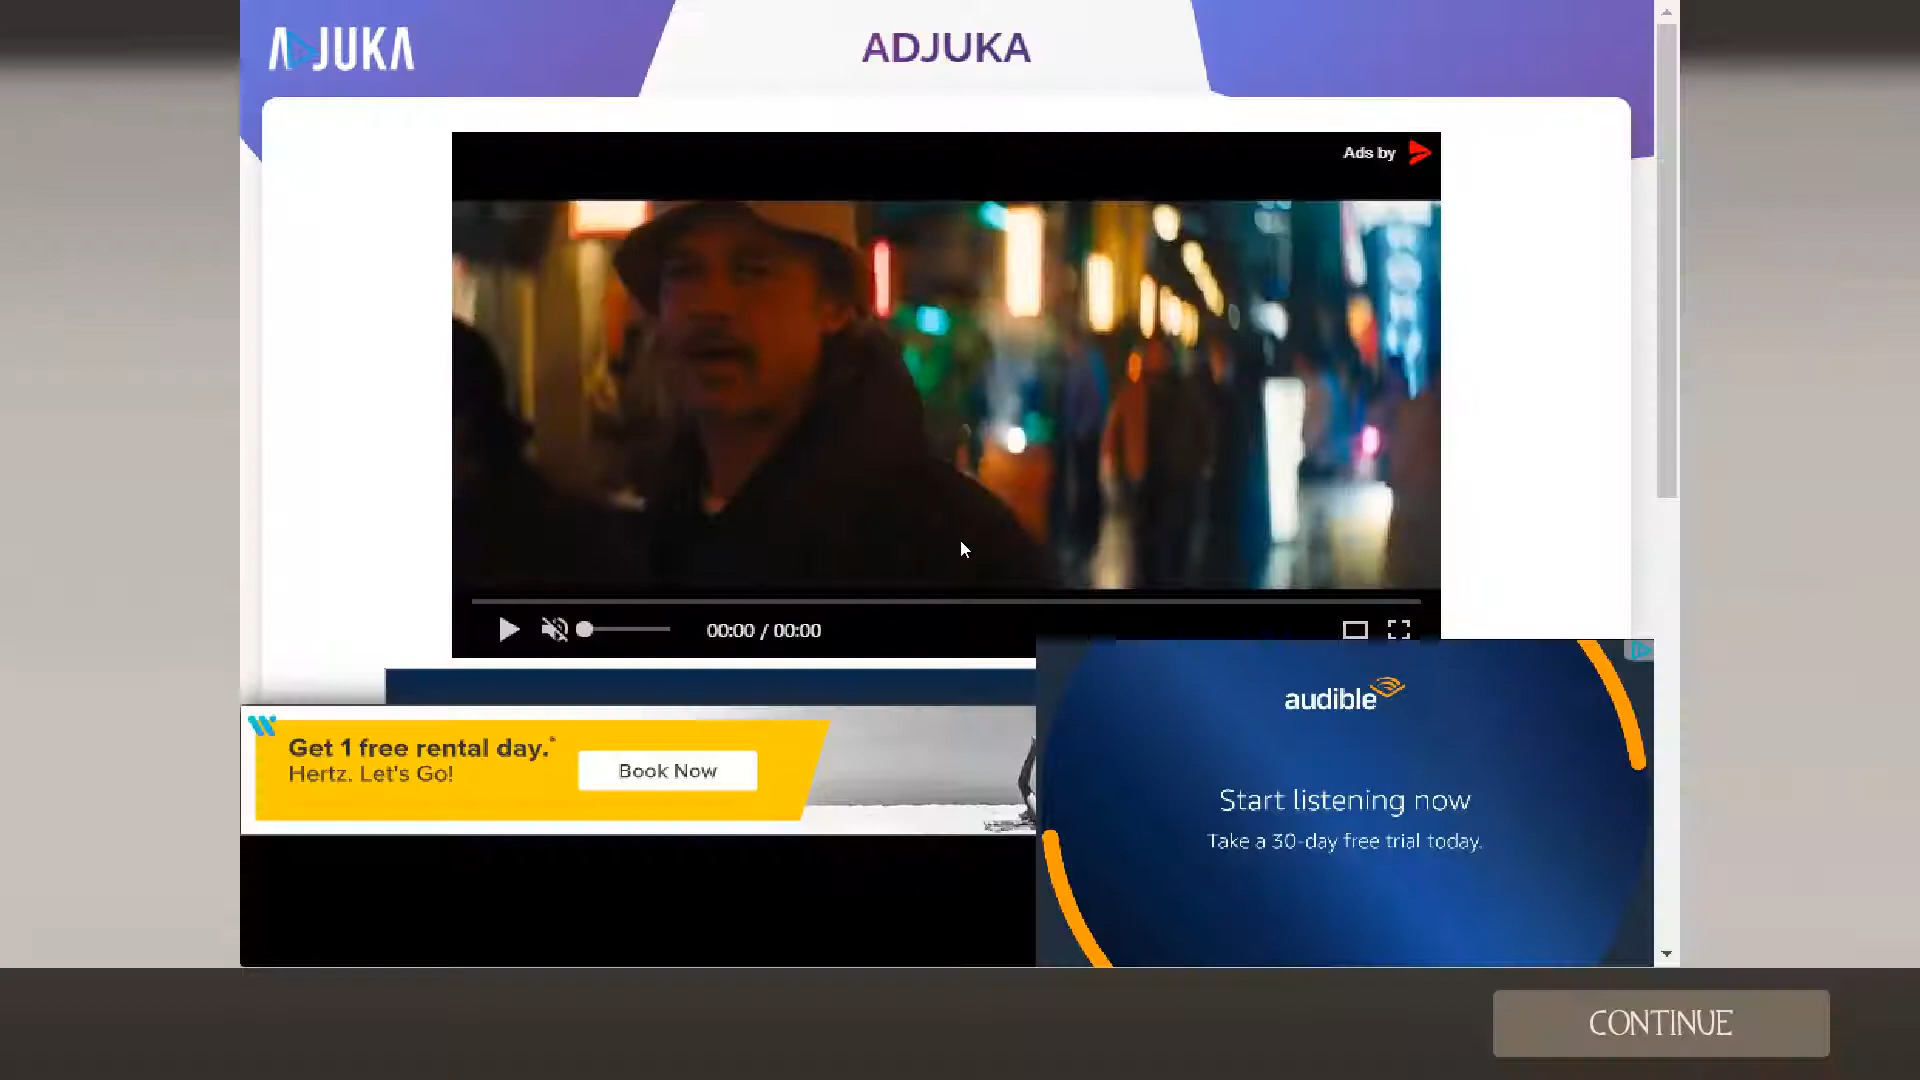 ADJUKA
ADJUKA
Ads by
00:00 / 00:00
Get 1 free rental day.*
Hertz. Let's Go!
Book Now
audible
Start listening now
Take a 30-day free trial today.
CONTINUE